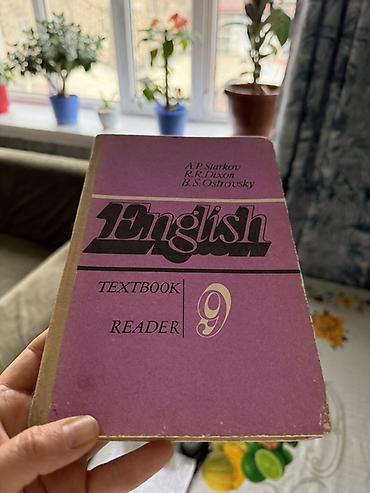 A.P.Starkov
R.R.Dixon
B.S.Ostrovsky
English
TEXTBOOK
READER
9